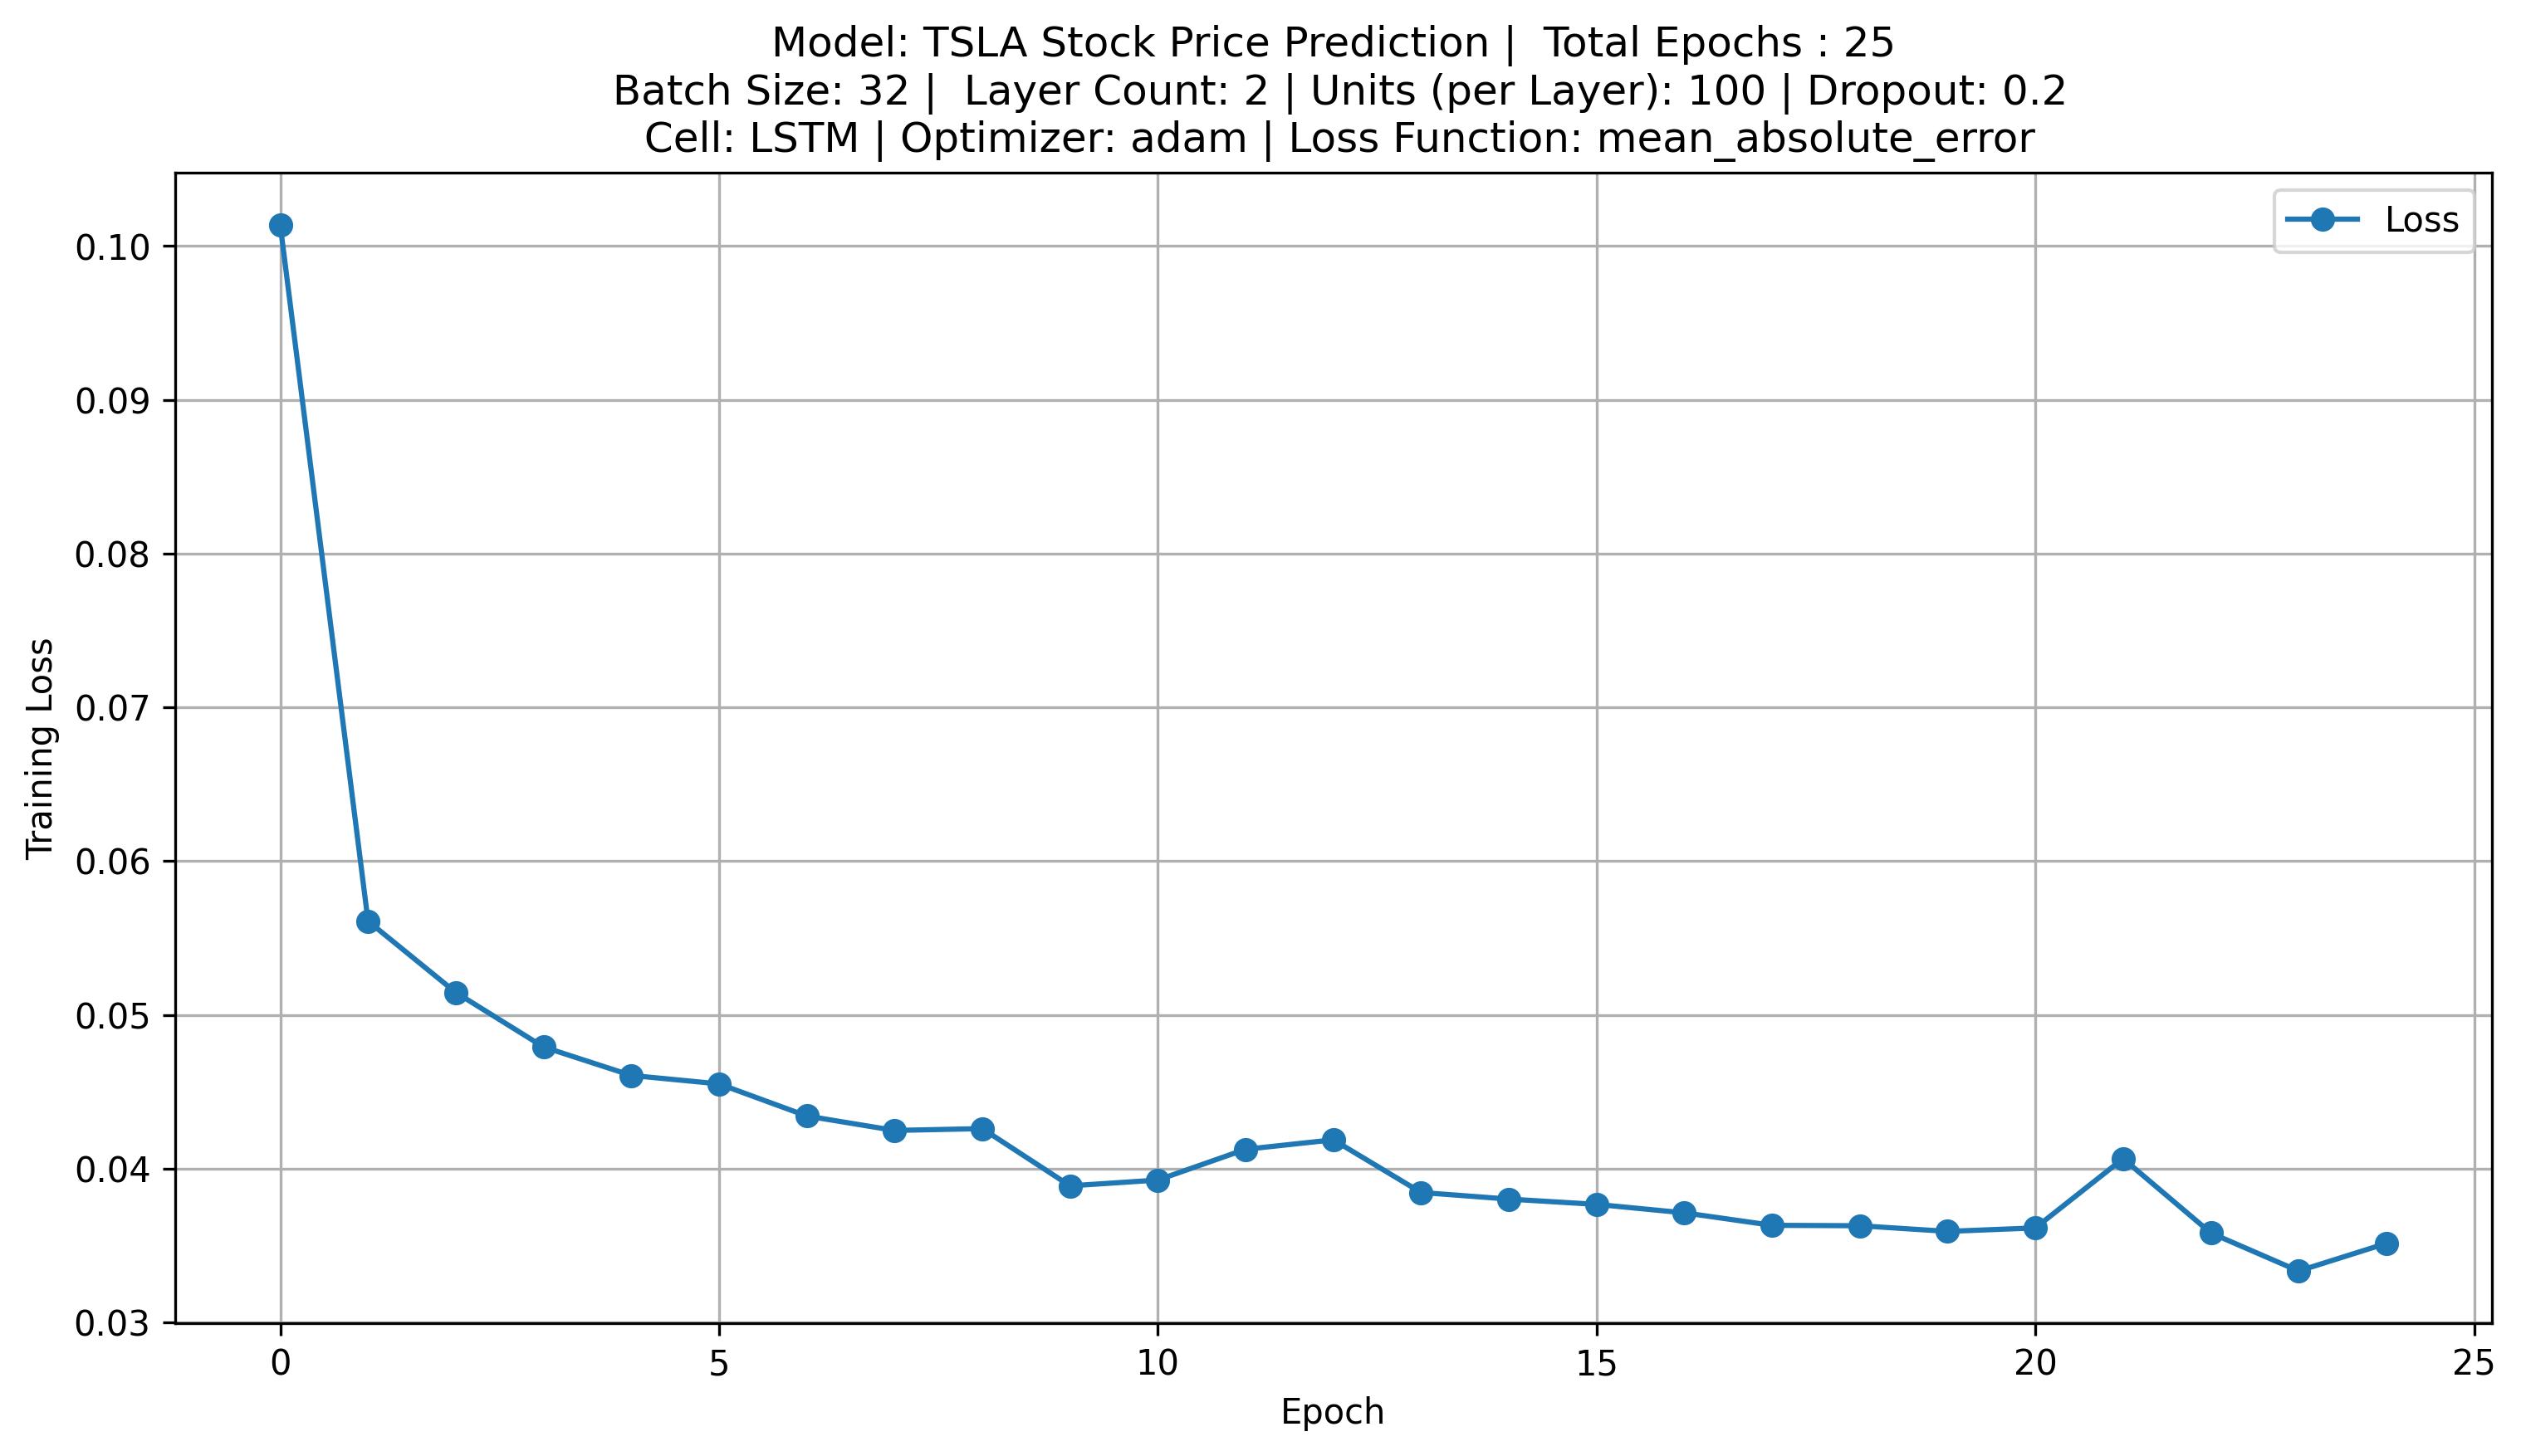 Model: TSLA Stock Price Prediction |  Total Epochs : 25
Batch Size: 32 |  Layer Count: 2 | Units (per Layer): 100 | Dropout: 0.2
Cell: LSTM | Optimizer: adam | Loss Function: mean_absolute_error
Loss
0.10
0.09
0.08
0.07
0.06
0.05
0.04
0.03
Training Loss
0 5 10 15 20 25
Epoch